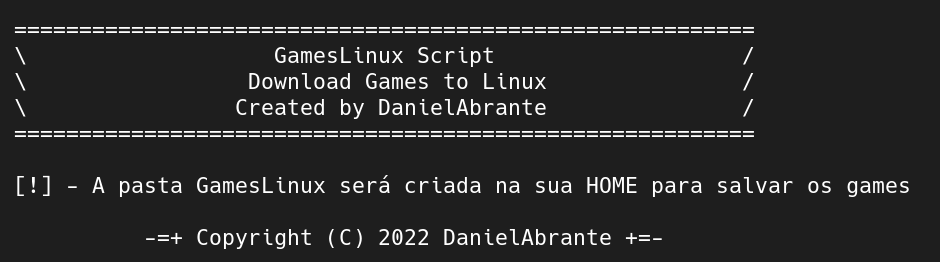 =========================================================
\                   GamesLinux Script                   /
\                 Download Games to Linux               /
\                Created by DanielAbrante               /
=========================================================
[!] - A pasta GamesLinux será criada na sua HOME para salvar os games
-=+ Copyright (C) 2022 DanielAbrante +=-